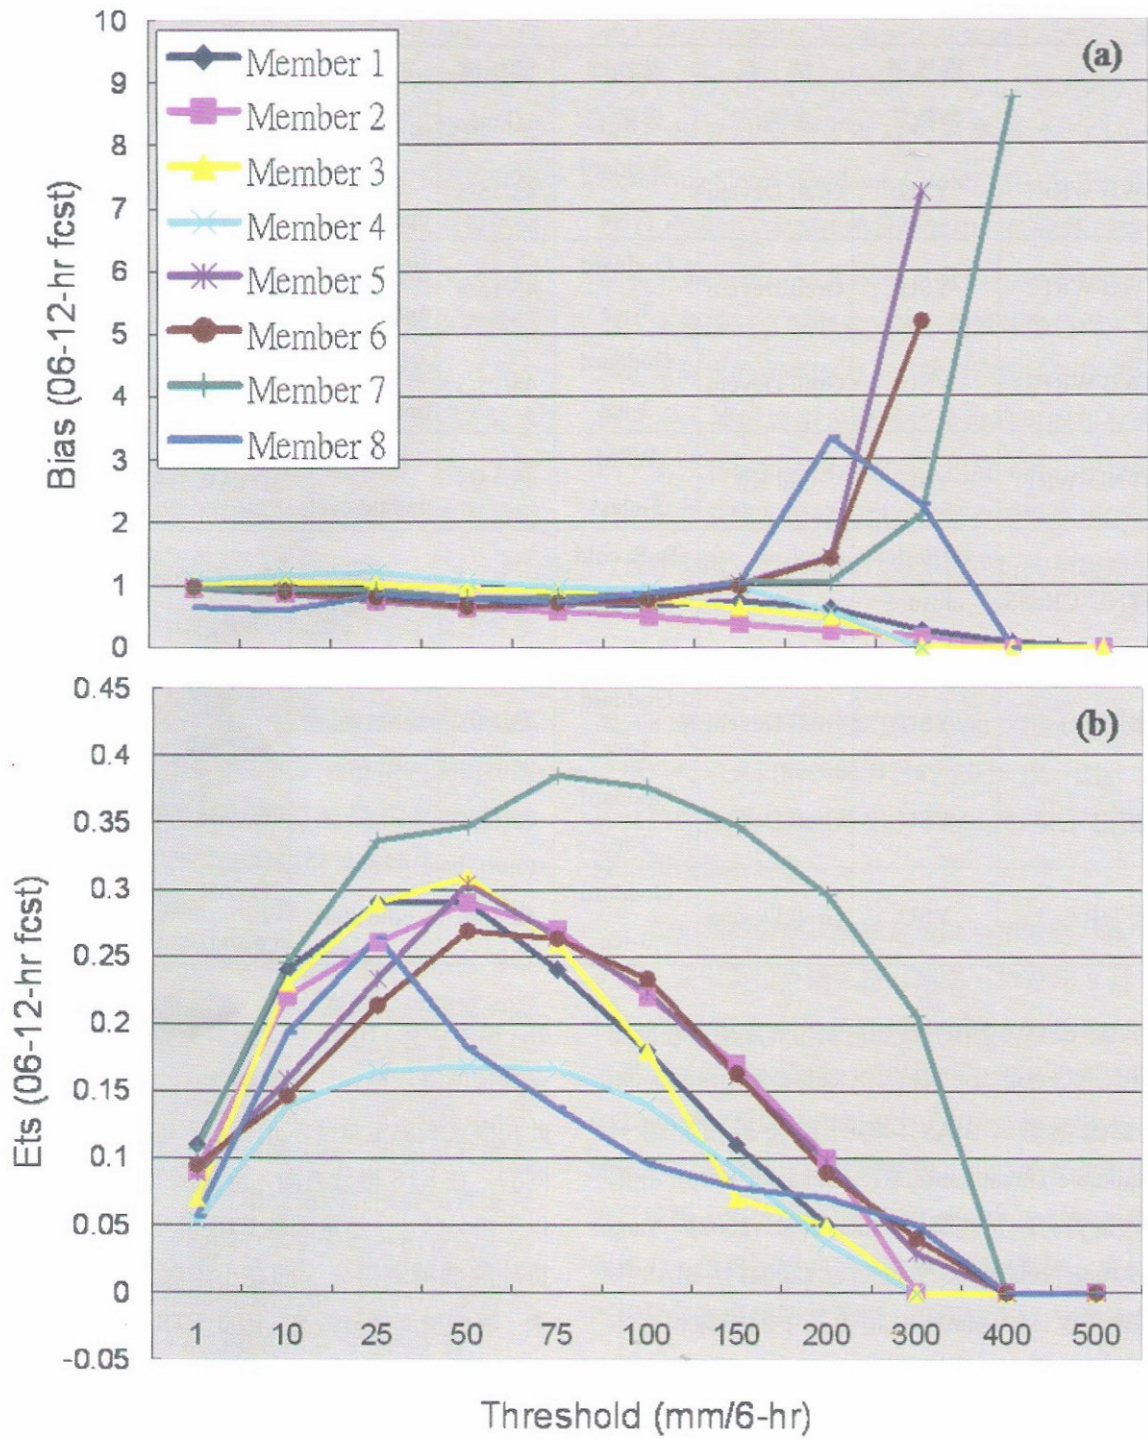 (a)
10
9
8
7
6
5
4
3
2
1
0
Bias (06-12-hr fcst)
Member 1
Member 2
Member 3
Member 4
Member 5
Member 6
Member 7
Member 8
(b)
0.45
0.4
0.35
0.3
0.25
0.2
0.15
0.1
0.05
0
-0.05
Ets (06-12-hr fcst)
1 10 25 50 75 100 150 200 300 400 500
Threshold (mm/6-hr)